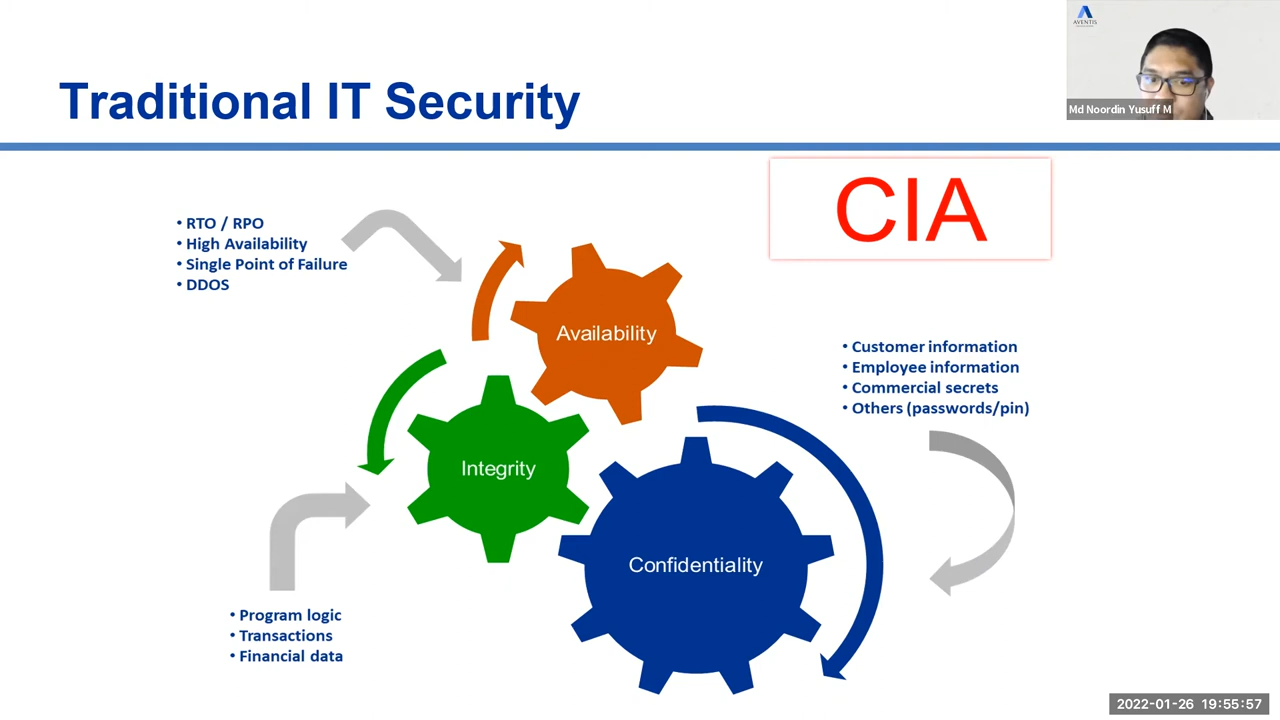 AVENTIS
Md Noordin Yusuff M
Traditional IT Security
CIA
• RTO / RPO
• High Availability
• Single Point of Failure
• DDOS
Availability
• Customer information
• Employee information
• Commercial secrets
• Others (passwords/pin)
Integrity
Confidentiality
• Program logic
• Transactions
• Financial data
2022-01-26 19:55:57